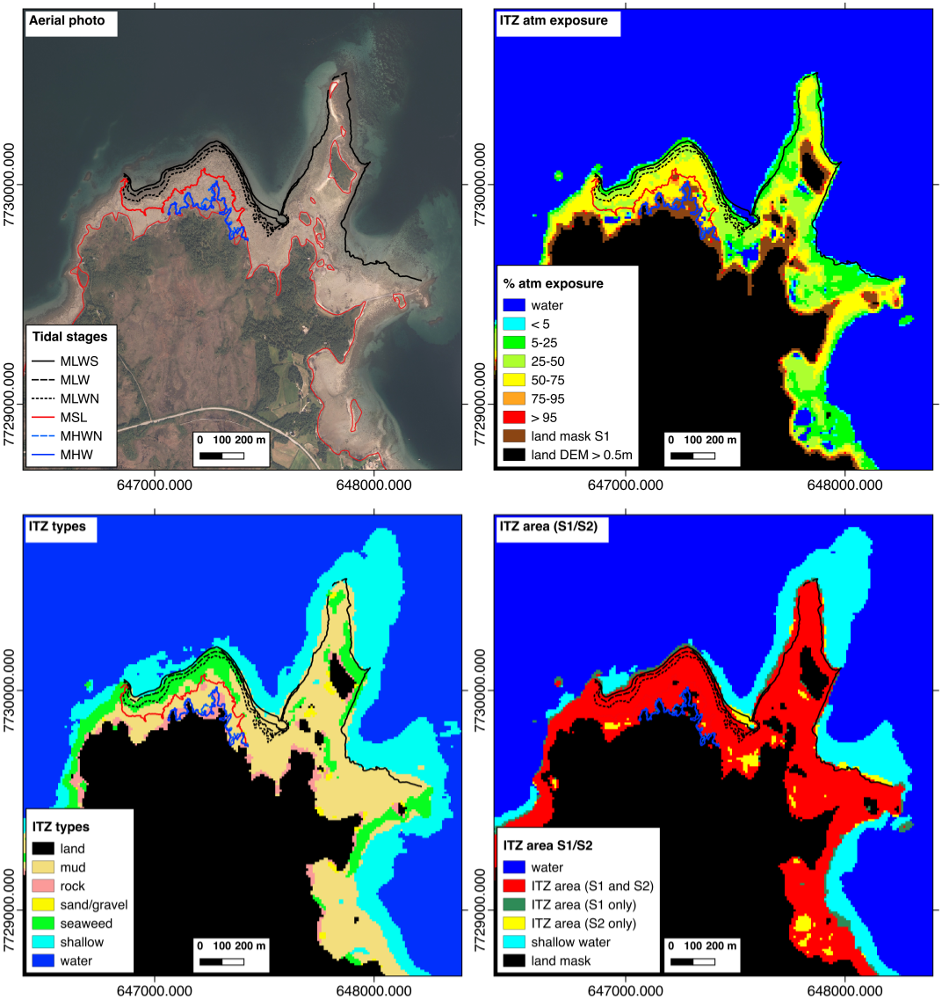 Aerial photo
7730000.000
7729000.000
Tidal stages
MLWS
MLW
MLWN
MSL
MHWN
MHW
0 100 200 m
647000.000
648000.000
ITZ atm exposure
7730000.000
7729000.000
% atm exposure
water
< 5
5-25
25-50
50-75
75-95
> 95
land mask S1
land DEM > 0.5m
0 100 200 m
647000.000
648000.000
ITZ types
7730000.000
7729000.000
ITZ types
land
mud
rock
sand/gravel
seaweed
shallow
water
0 100 200 m
647000.000
648000.000
ITZ area (S1/S2)
7730000.000
7729000.000
ITZ area S1/S2
water
ITZ area (S1 and S2)
ITZ area (S1 only)
ITZ area (S2 only)
shallow water
land mask
0 100 200 m
647000.000
648000.000